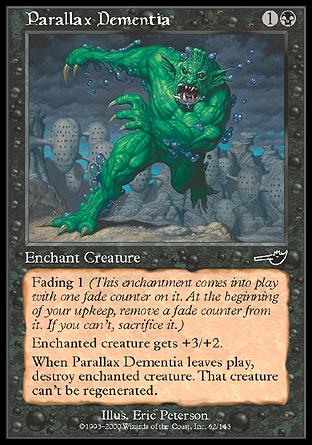 Parallax Dementia 1
Enchant Creature
Fading 1 (This enchantment comes into play
with one fade counter on it. At the beginning
of your upkeep, remove a fade counter from
it. If you can't, sacrifice it.)
Enchanted creature gets +3/+2.
When Parallax Dementia leaves play,
destroy enchanted creature. That creature
can't be regenerated.
Illus. Eric Peterson
©1993-2000 Wizards of the Coast, Inc. 62/143